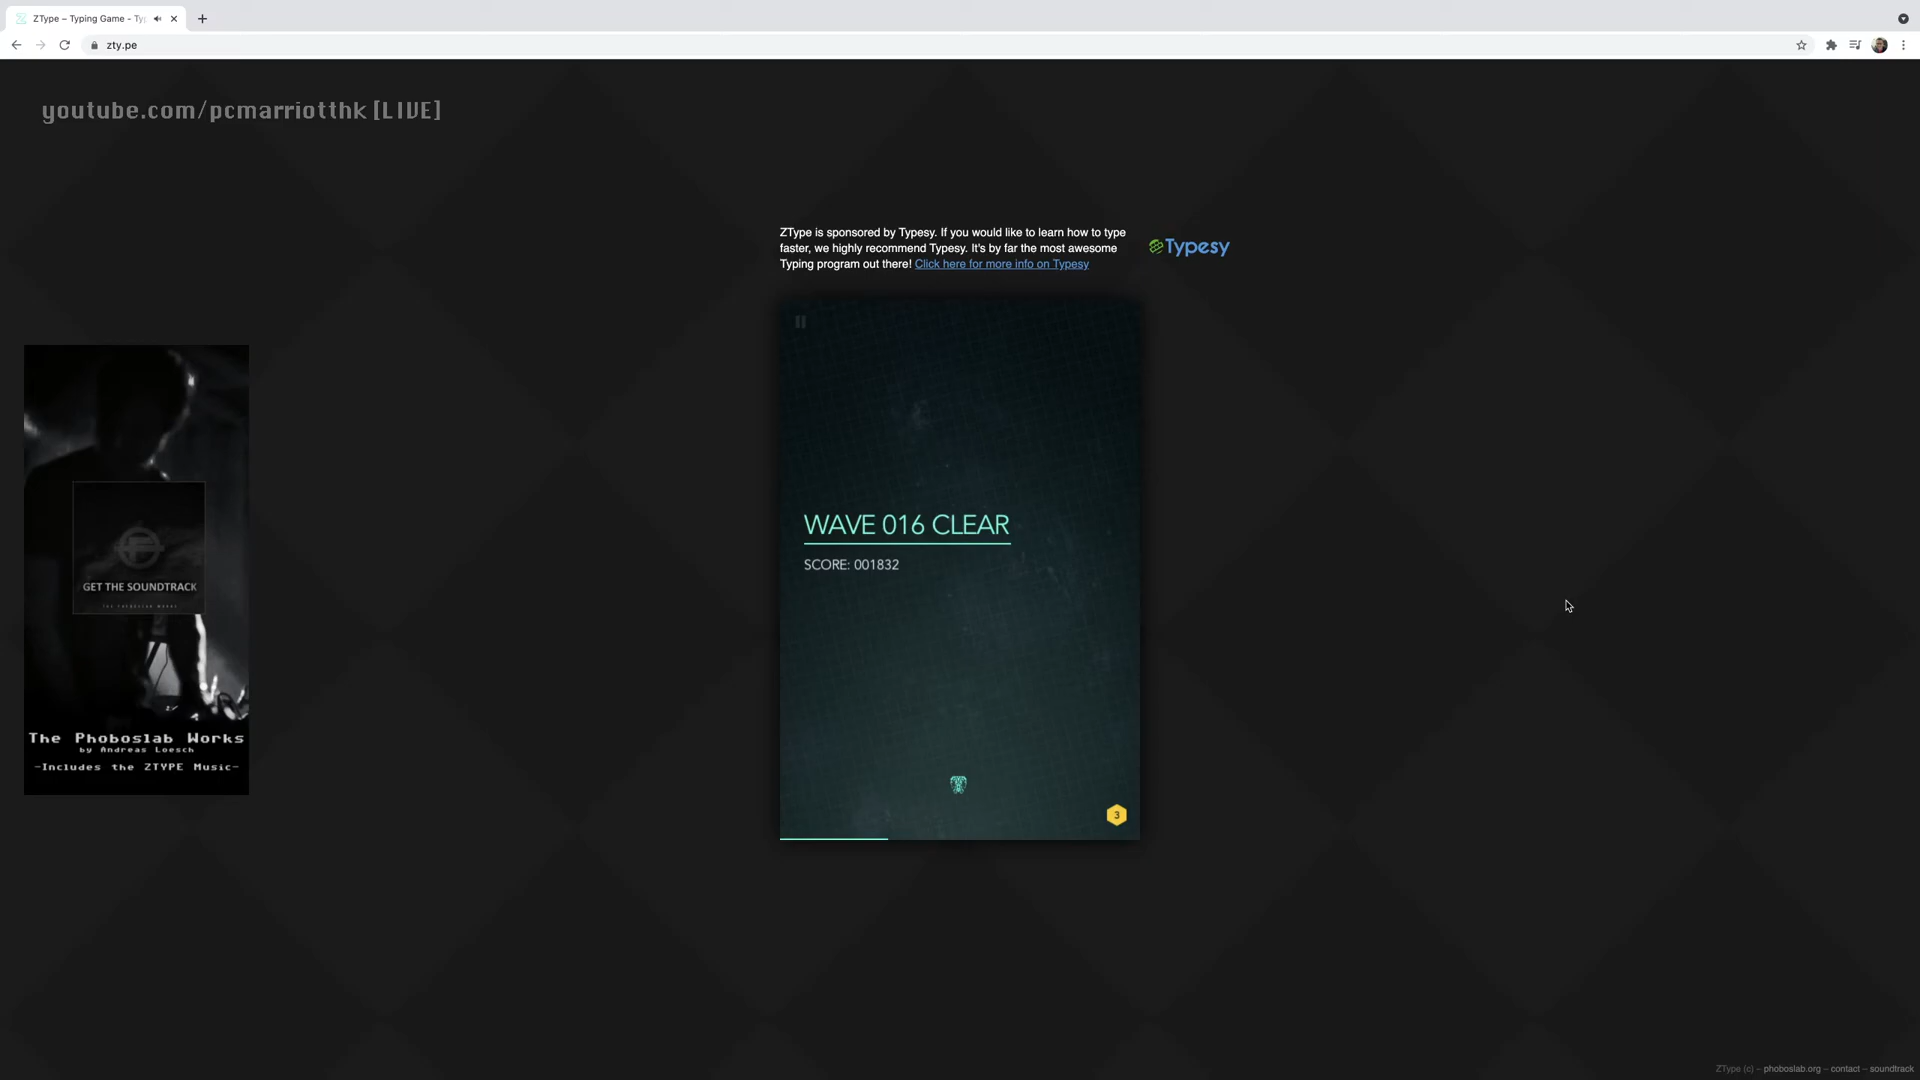 ZType – Typing Game - Ty
zty.pe
youtube.com/pcmarriotthk [LIVE]
ZType is sponsored by Typesy. If you would like to learn how to type
faster, we highly recommend Typesy. It's by far the most awesome
Typing program out there! Click here for more info on Typesy
Typesy
WAVE 016 CLEAR
SCORE: 001832
3
GET THE SOUNDTRACK
THE PHOBOSLAB WORKS
The Phoboslab Works
by Andreas Loesch
-Includes the ZTYPE Music-
ZType (c) – phoboslab.org – contact – soundtrack